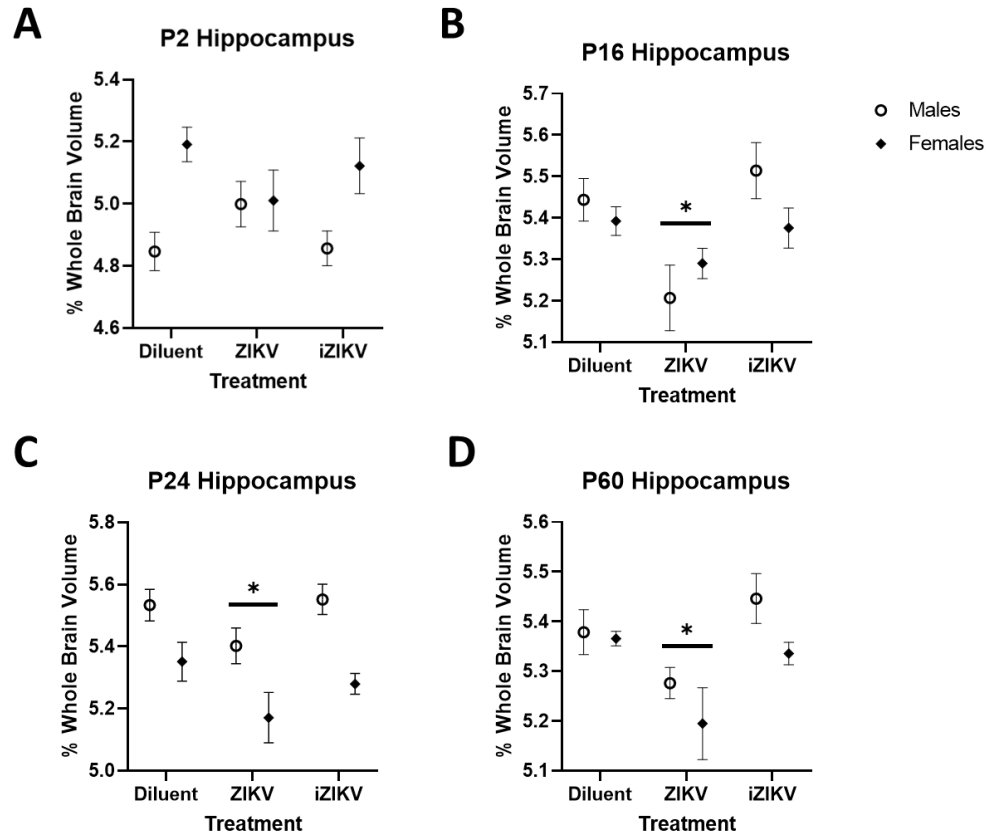 A
P2 Hippocampus
% Whole Brain Volume
5.4
5.2
5.0
4.8
4.6
Diluent ZIKV iZIKV
Treatment
B
P16 Hippocampus
% Whole Brain Volume
5.7
5.6
5.5
5.4
5.3
5.2
5.1
*
Diluent ZIKV iZIKV
Treatment
Males
Females
C
P24 Hippocampus
% Whole Brain Volume
5.8
5.6
5.4
5.2
5.0
*
Diluent ZIKV iZIKV
Treatment
D
P60 Hippocampus
% Whole Brain Volume
5.6
5.5
5.4
5.3
5.2
5.1
*
Diluent ZIKV iZIKV
Treatment